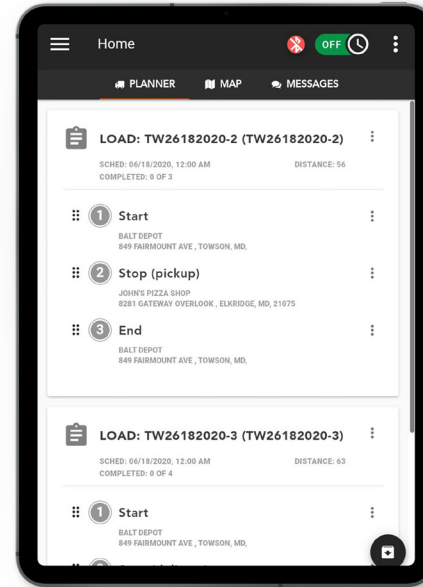 Home
OFF
PLANNER MAP MESSAGES
LOAD: TW26182020-2 (TW26182020-2)
SCHED: 06/18/2020, 12:00 AM DISTANCE: 56
COMPLETED: 0 OF 3
1 Start
BALT DEPOT
849 FAIRMOUNT AVE , TOWSON, MD,
2 Stop (pickup)
JOHN'S PIZZA SHOP
8281 GATEWAY OVERLOOK , ELKRIDGE, MD, 21075
3 End
BALT DEPOT
849 FAIRMOUNT AVE , TOWSON, MD,
LOAD: TW26182020-3 (TW26182020-3)
SCHED: 06/18/2020, 12:00 AM DISTANCE: 63
COMPLETED: 0 OF 4
1 Start
BALT DEPOT
849 FAIRMOUNT AVE , TOWSON, MD,